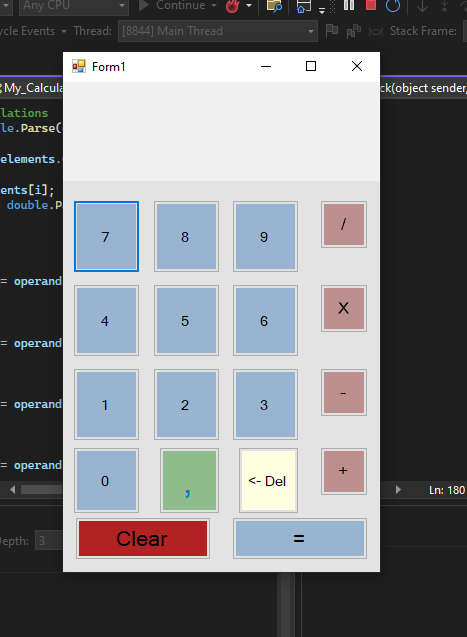 Any CPU Continue
cle Events Thread: [8844] Main Thread Stack Frame:
Form1
My_Calcula ck(object sender,
lations
le.Parse(
elements.
ents[i];
double.P
= operand
= operand
= operand
= operand
7 8 9 /
4 5 6 X
1 2 3 -
0 , <- Del +
Clear =
Ln: 180
Depth: 3